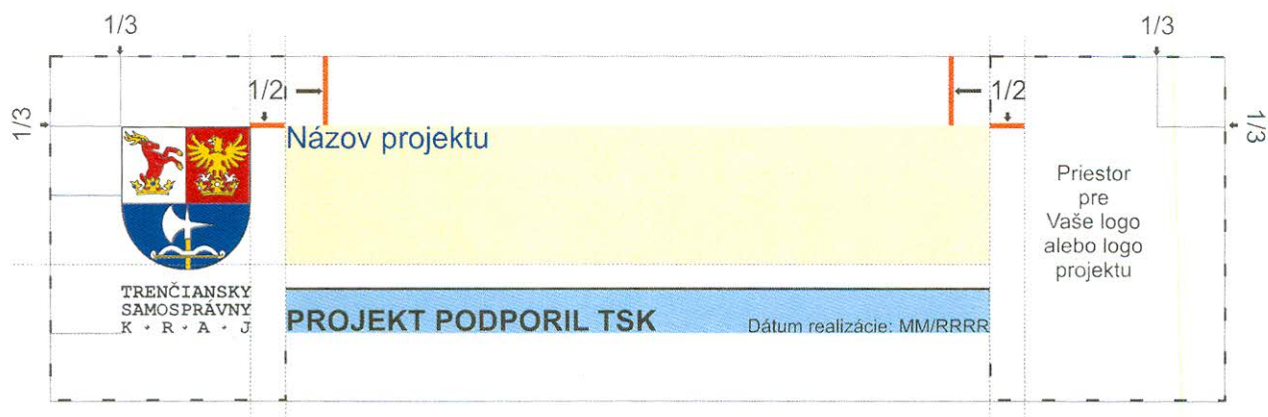 1/3
1/3
1/2
1/2
1/3
1/3
Názov projektu
Priestor
pre
Vaše logo
alebo logo
projektu
TRENČIANSKY
SAMOSPRÁVNY
K · R · A · J
PROJEKT PODPORIL TSK
Dátum realizácie: MM/RRRR